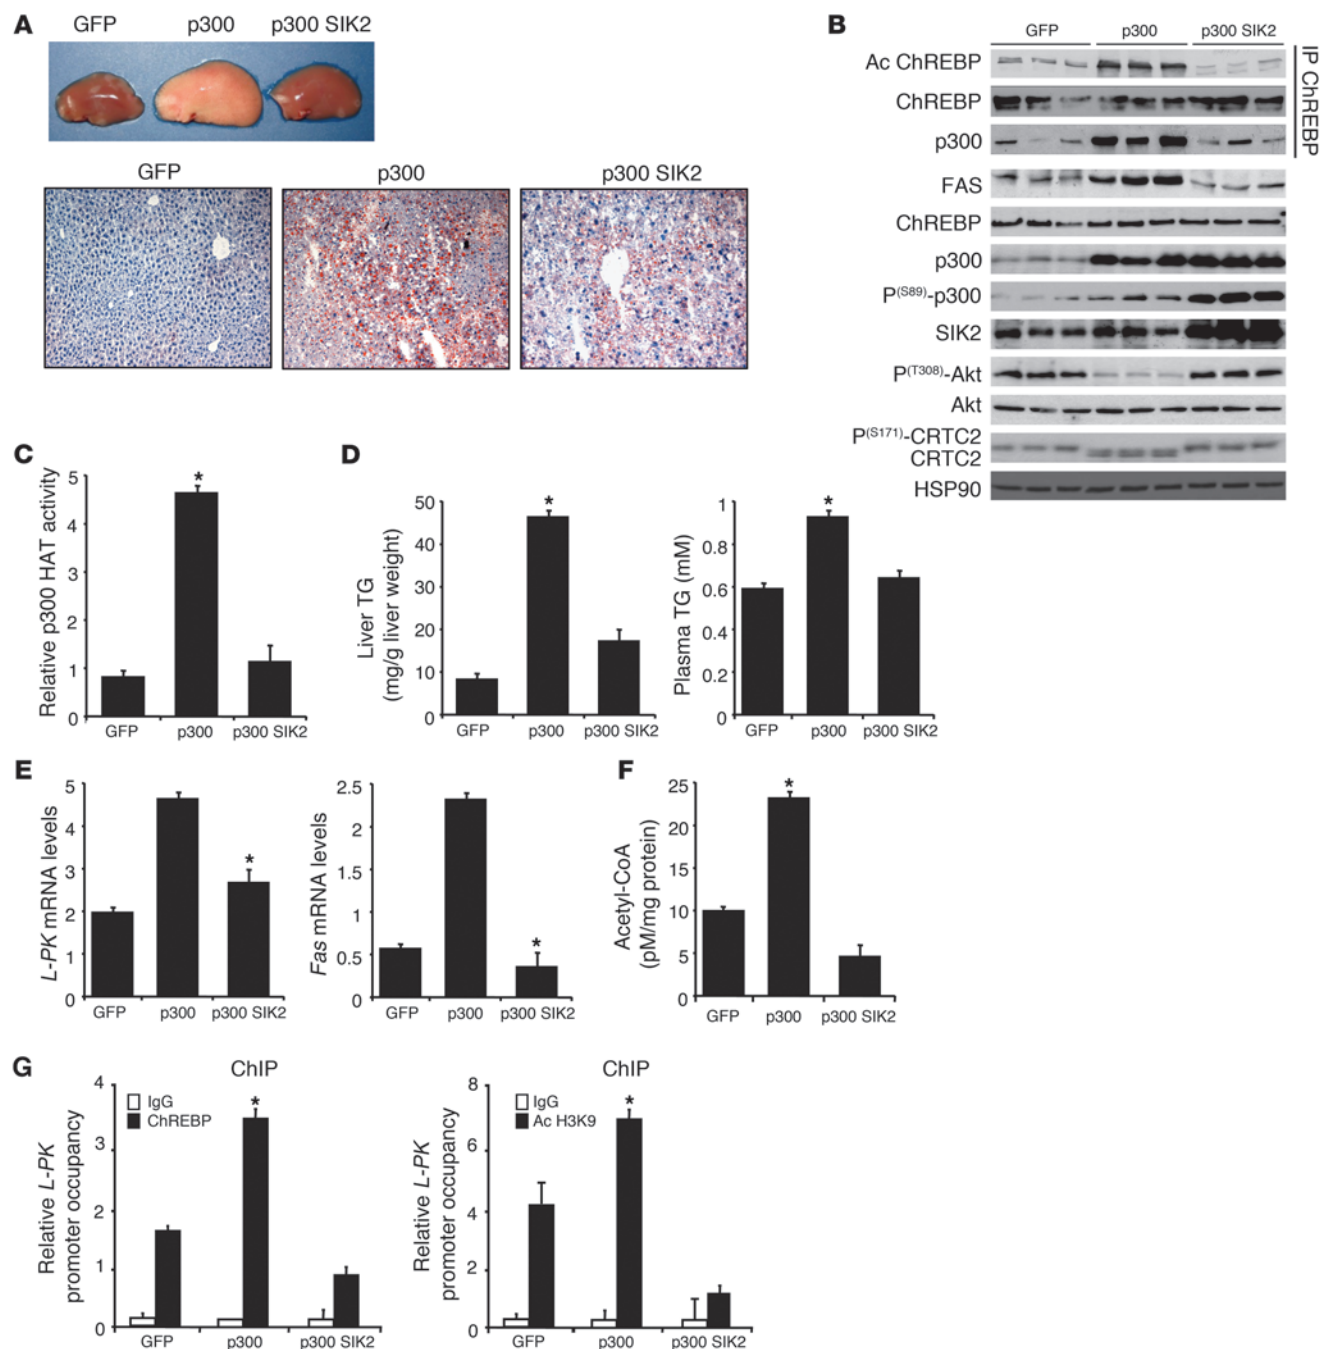 A
GFP p300 p300 SIK2
GFP p300 p300 SIK2
B
GFP p300 p300 SIK2
Ac ChREBP
ChREBP
p300
IP ChREBP
FAS
ChREBP
p300
P(S89)-p300
SIK2
P(T308)-Akt
Akt
P(S171)-CRTC2
CRTC2
HSP90
C
Relative p300 HAT activity
5
4
3
2
1
0
*
GFP p300 p300 SIK2
D
Liver TG
(mg/g liver weight)
50
40
30
20
10
0
*
GFP p300 p300 SIK2
Plasma TG (mM)
1
0.8
0.6
0.4
0.2
0
*
GFP p300 p300 SIK2
E
L-PK mRNA levels
5
4
3
2
1
0
*
GFP p300 p300 SIK2
Fas mRNA levels
2.5
2
1.5
1
0.5
0
*
GFP p300 p300 SIK2
F
Acetyl-CoA
(pM/mg protein)
25
20
15
10
5
0
*
GFP p300 p300 SIK2
G
ChIP
Relative L-PK
promoter occupancy
4
3
2
1
0
IgG
ChREBP
*
GFP p300 p300 SIK2
ChIP
Relative L-PK
promoter occupancy
8
6
4
2
0
IgG
Ac H3K9
*
GFP p300 p300 SIK2